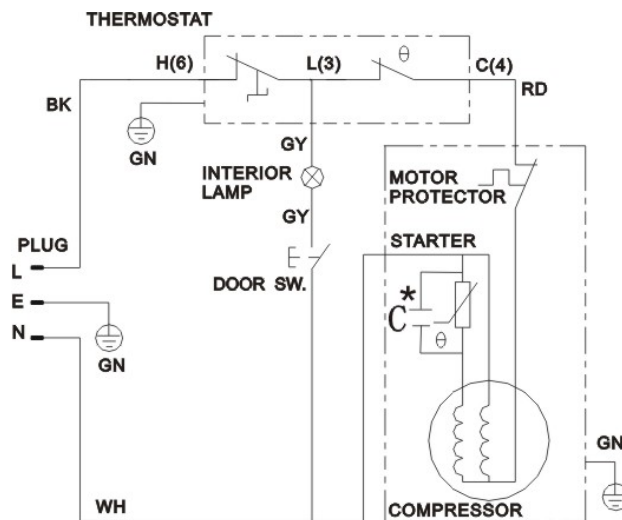 THERMOSTAT
H(6)
L(3)
θ
C(4)
BK
RD
GN
GY
INTERIOR
LAMP
MOTOR
PROTECTOR
GY
PLUG
STARTER
L
DOOR SW.
E
C*
N
θ
GN
GN
WH
COMPRESSOR